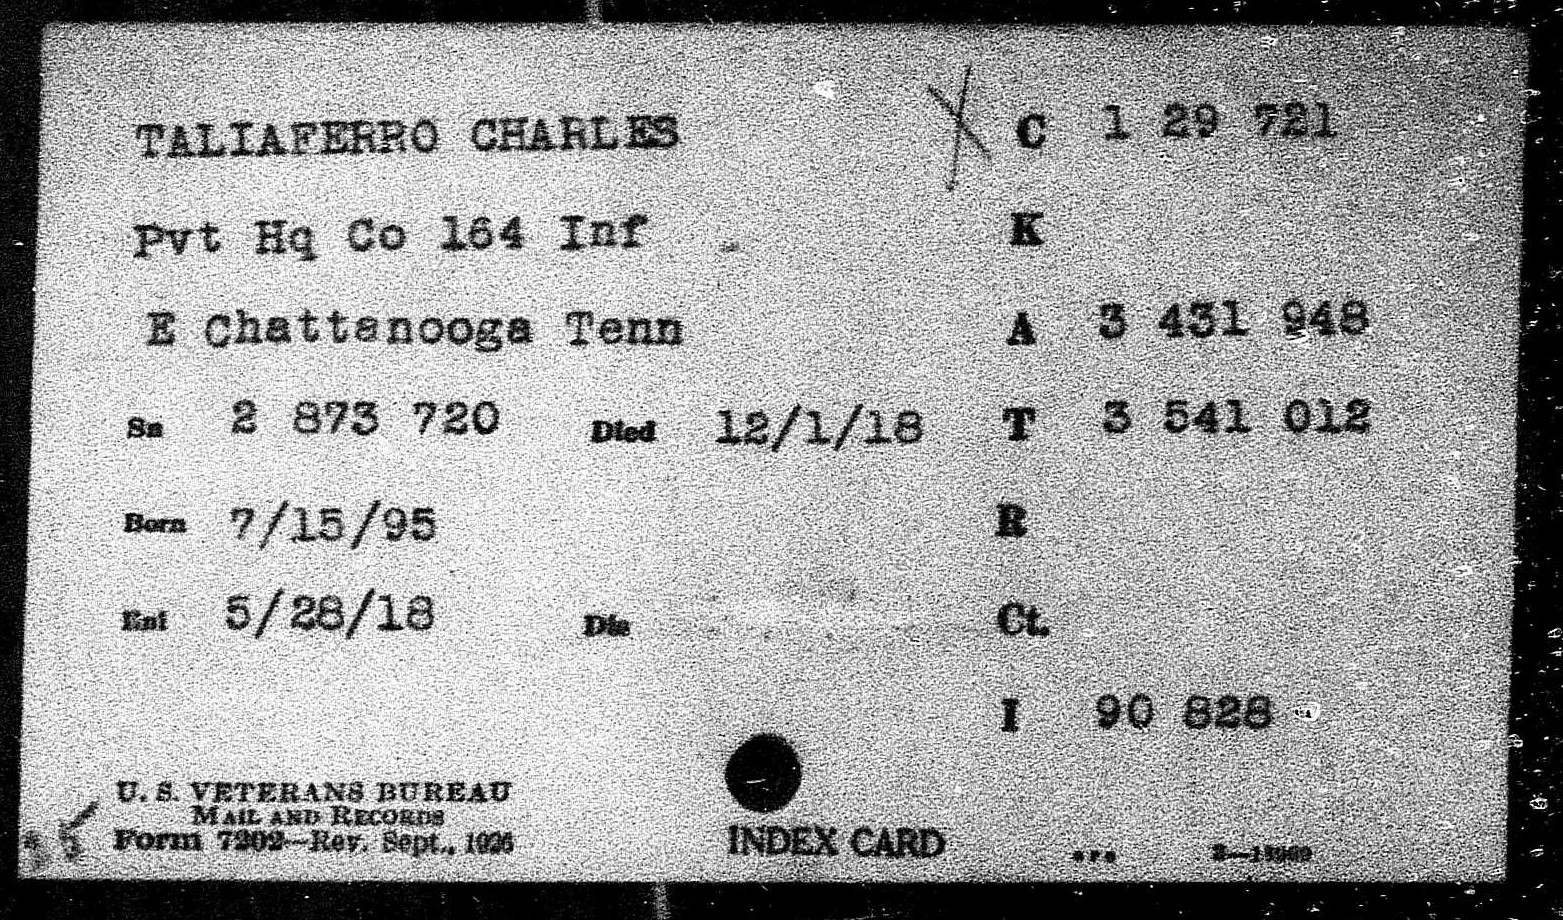 TALIAFERRO CHARLES C 1 29 721
Pvt Hq Co 164 Inf K
E Chattanooga Tenn A 3 431 948
Sn 2 873 720 Died 12/1/18 T 3 541 012
Born 7/15/95 R
Enl 5/28/18 Dis Ct.
I 90 828
U. S. VETERANS BUREAU
MAIL AND RECORDS
Form 7202—Rev. Sept., 1926
INDEX CARD